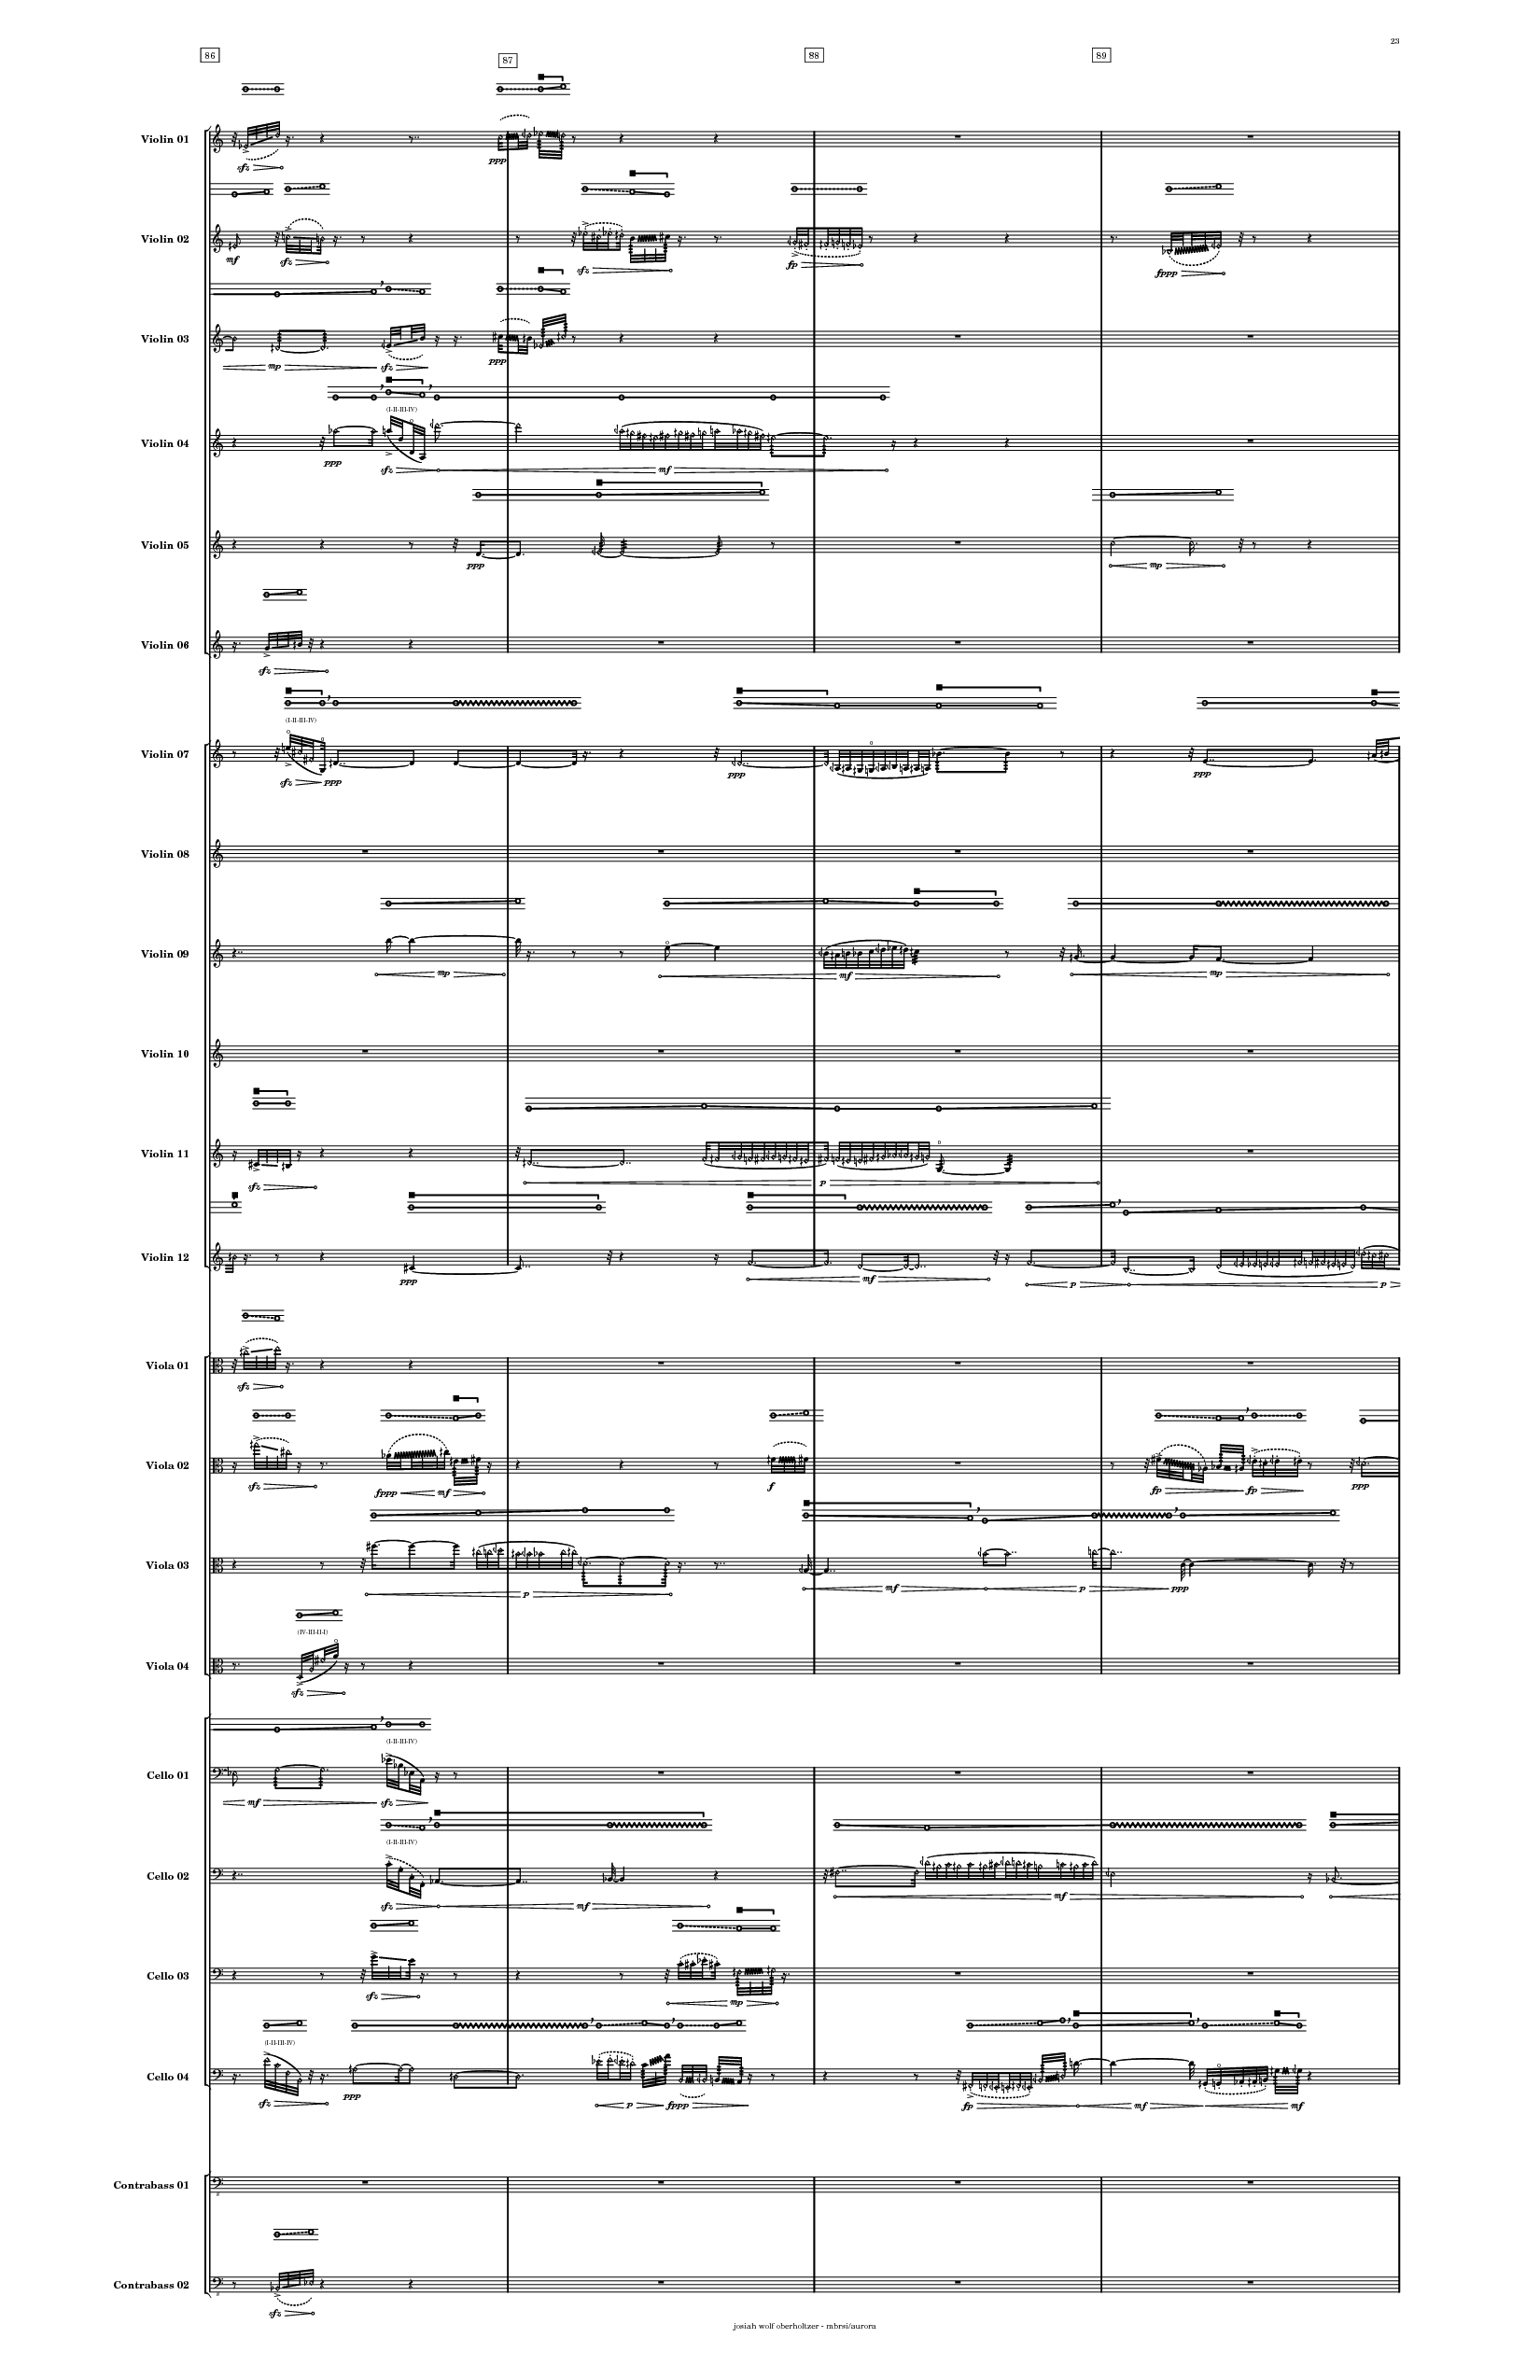 23
86 87 88 89
Violin 01
sfz ppp
Violin 02
mf sfz sfz fp fppp
Violin 03
mp sfz ppp
(I-II-III-IV)
Violin 04
ppp sfz mf
Violin 05
ppp mp
Violin 06
sfz
(I-II-III-IV)
Violin 07
sfz ppp ppp ppp
Violin 08
Violin 09
mp mf mp
Violin 10
Violin 11
sfz p
Violin 12
ppp mf p p
Viola 01
sfz
Viola 02
sfz fppp mf f fp fp ppp
Viola 03
p mf p ppp
(IV-III-II-I)
Viola 04
sfz
(I-II-III-IV)
Cello 01
mf sfz
(I-II-III-IV)
Cello 02
sfz mf mf
Cello 03
sfz mp
(I-II-III-IV)
Cello 04
sfz ppp p fppp fp mf mf
Contrabass 01
Contrabass 02
sfz
josiah wolf oberholtzer - mbrsi/aurora